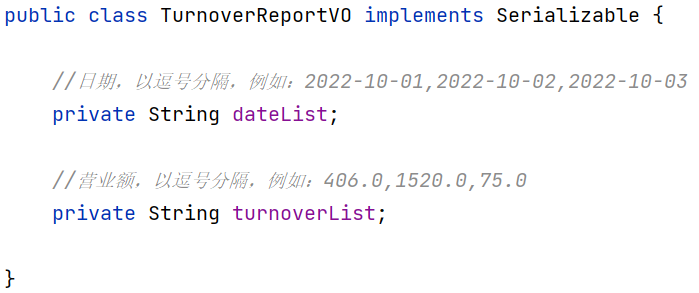 public class TurnoverReportVO implements Serializable {
//日期，以逗号分隔，例如：2022-10-01,2022-10-02,2022-10-03
private String dateList;
//营业额，以逗号分隔，例如：406.0,1520.0,75.0
private String turnoverList;
}